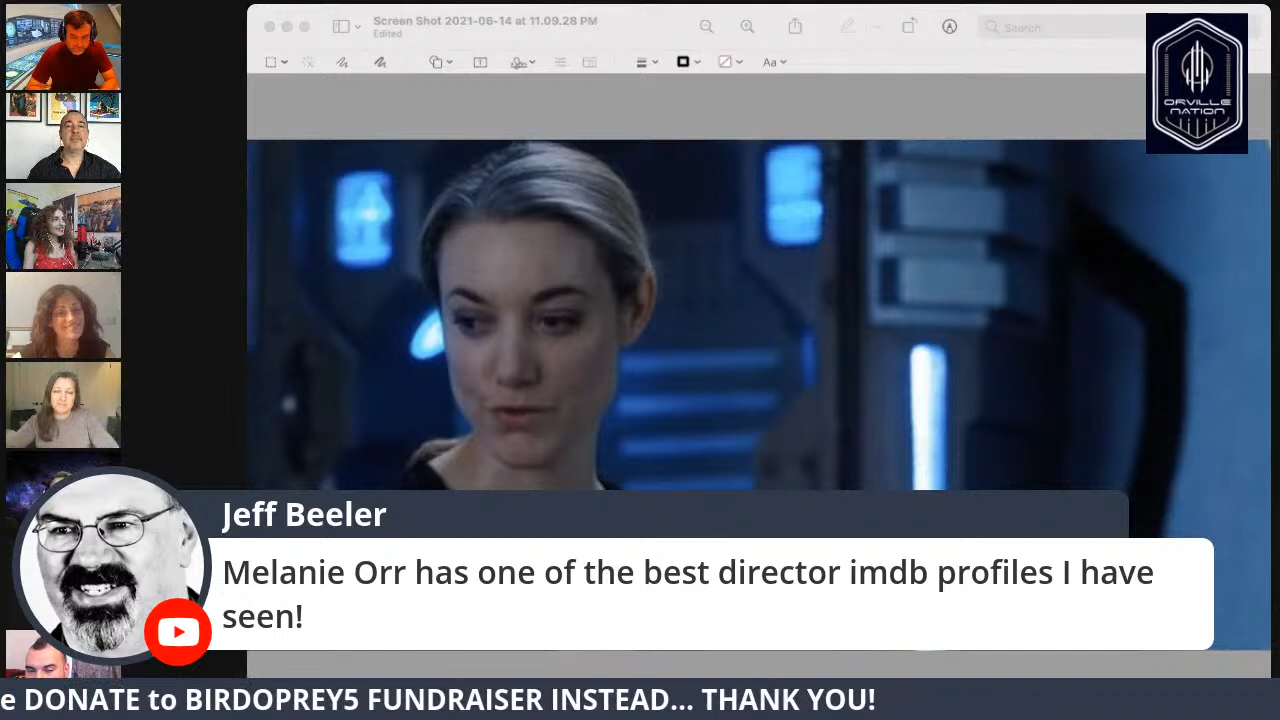 Screen Shot 2021-06-14 at 11.09.28 PM
Edited
Search
Aa
ORVILLE
NATION
Jeff Beeler
Melanie Orr has one of the best director imdb profiles I have
seen!
e DONATE to BIRDOPREY5 FUNDRAISER INSTEAD... THANK YOU!